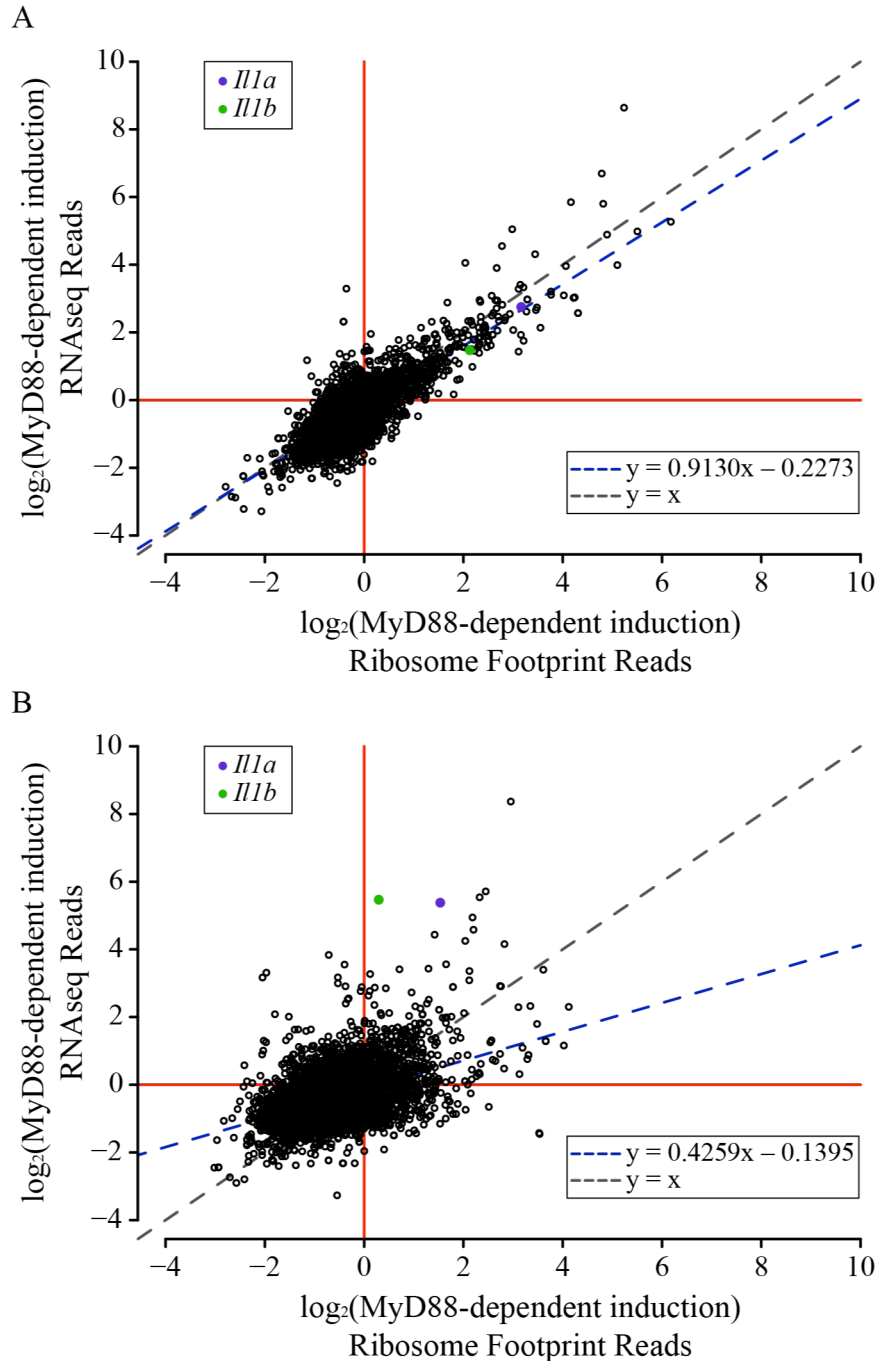 A
Il1a
Il1b
10
8
6
4
2
0
−2
−4
log₂(MyD88-dependent induction)
RNAseq Reads
y = 0.9130x − 0.2273
y = x
−4 −2 0 2 4 6 8 10
log₂(MyD88-dependent induction)
Ribosome Footprint Reads
B
Il1a
Il1b
10
8
6
4
2
0
−2
−4
log₂(MyD88-dependent induction)
RNAseq Reads
y = 0.4259x − 0.1395
y = x
−4 −2 0 2 4 6 8 10
log₂(MyD88-dependent induction)
Ribosome Footprint Reads